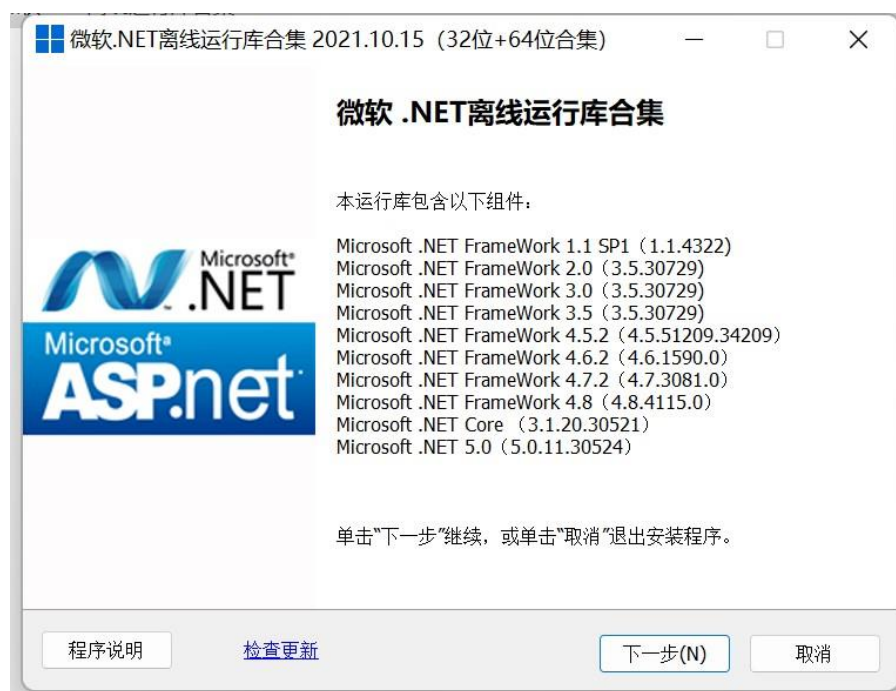 微软.NET离线运行库合集 2021.10.15（32位+64位合集）
微软 .NET离线运行库合集
本运行库包含以下组件：
Microsoft .NET FrameWork 1.1 SP1（1.1.4322)
Microsoft .NET FrameWork 2.0（3.5.30729)
Microsoft .NET FrameWork 3.0（3.5.30729)
Microsoft .NET FrameWork 3.5（3.5.30729)
Microsoft .NET FrameWork 4.5.2（4.5.51209.34209）
Microsoft .NET FrameWork 4.6.2（4.6.1590.0）
Microsoft .NET FrameWork 4.7.2（4.7.3081.0）
Microsoft .NET FrameWork 4.8（4.8.4115.0）
Microsoft .NET Core （3.1.20.30521）
Microsoft .NET 5.0（5.0.11.30524）
Microsoft®
.NET
Microsoft®
ASP.net
单击“下一步”继续，或单击“取消”退出安装程序。
程序说明
检查更新
下一步(N)
取消